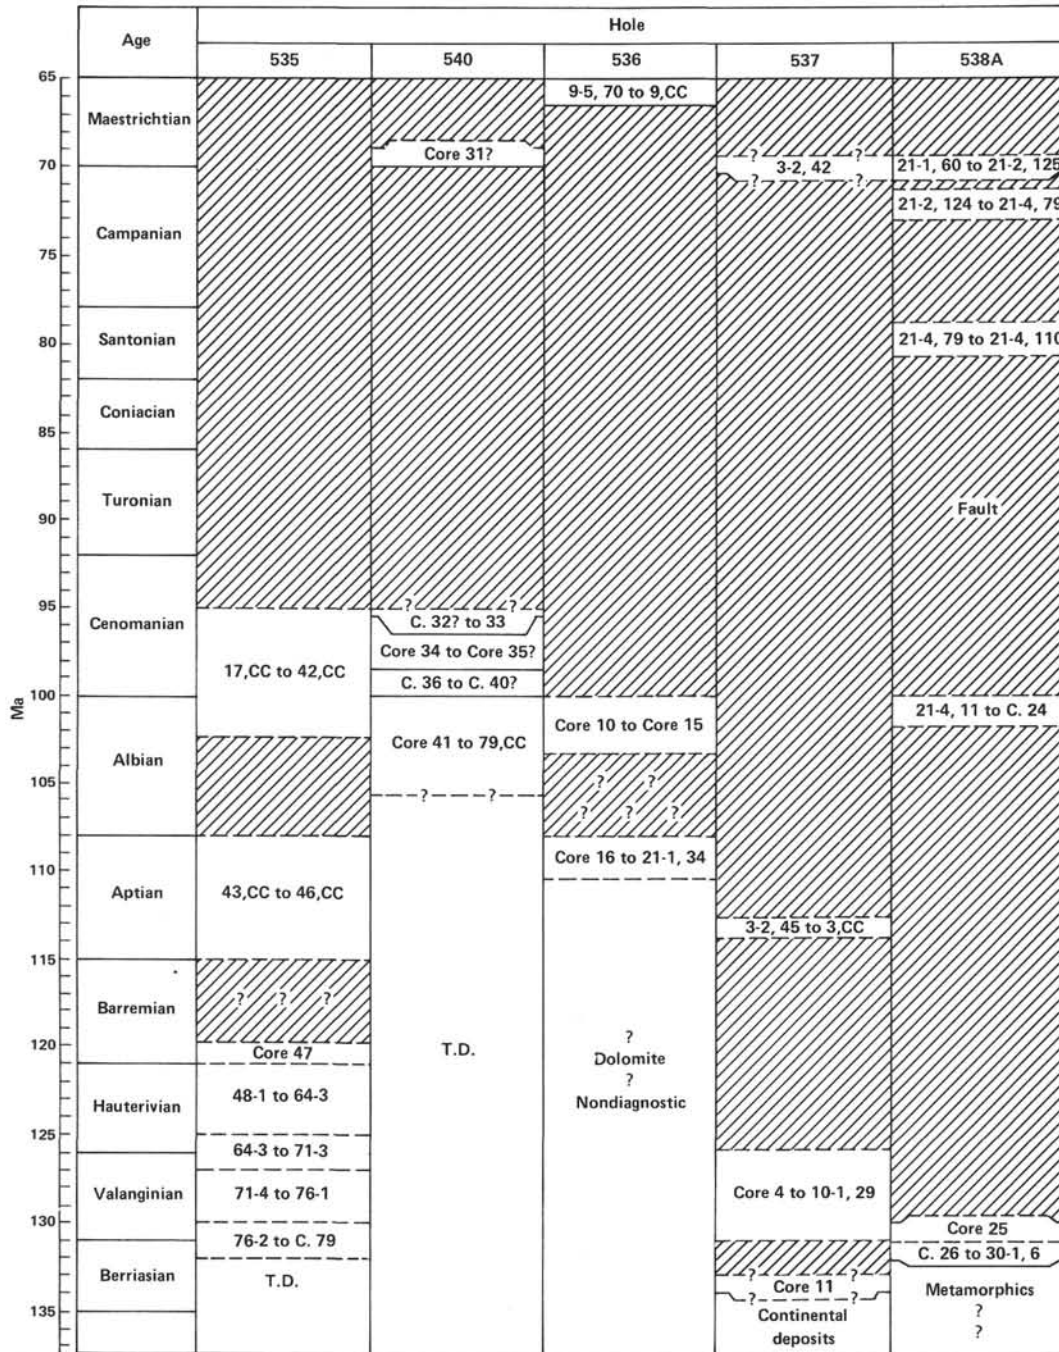 Age
Hole
535
540
536
537
538A
Ma
65
70
75
80
85
90
95
100
105
110
115
120
125
130
135
Maestrichtian
Campanian
Santonian
Coniacian
Turonian
Cenomanian
Albian
Aptian
Barremian
Hauterivian
Valanginian
Berriasian
17,CC to 42,CC
43,CC to 46,CC
? ? ?
Core 47
48-1 to 64-3
64-3 to 71-3
71-4 to 76-1
76-2 to C. 79
T.D.
Core 31?
? ?
C. 32? to 33
Core 34 to Core 35?
C. 36 to C. 40?
Core 41 to 79,CC
? ?
T.D.
9-5, 70 to 9,CC
Core 10 to Core 15
? ?
? ? ?
Core 16 to 21-1, 34
?
Dolomite
?
Nondiagnostic
? ?
3-2, 42
? ?
3-2, 45 to 3,CC
Core 4 to 10-1, 29
? ?
Core 11
? ?
Continental
deposits
21-1, 60 to 21-2, 125
21-2, 124 to 21-4, 79
21-4, 79 to 21-4, 110
Fault
21-4, 11 to C. 24
Core 25
C. 26 to 30-1, 6
Metamorphics
?
?